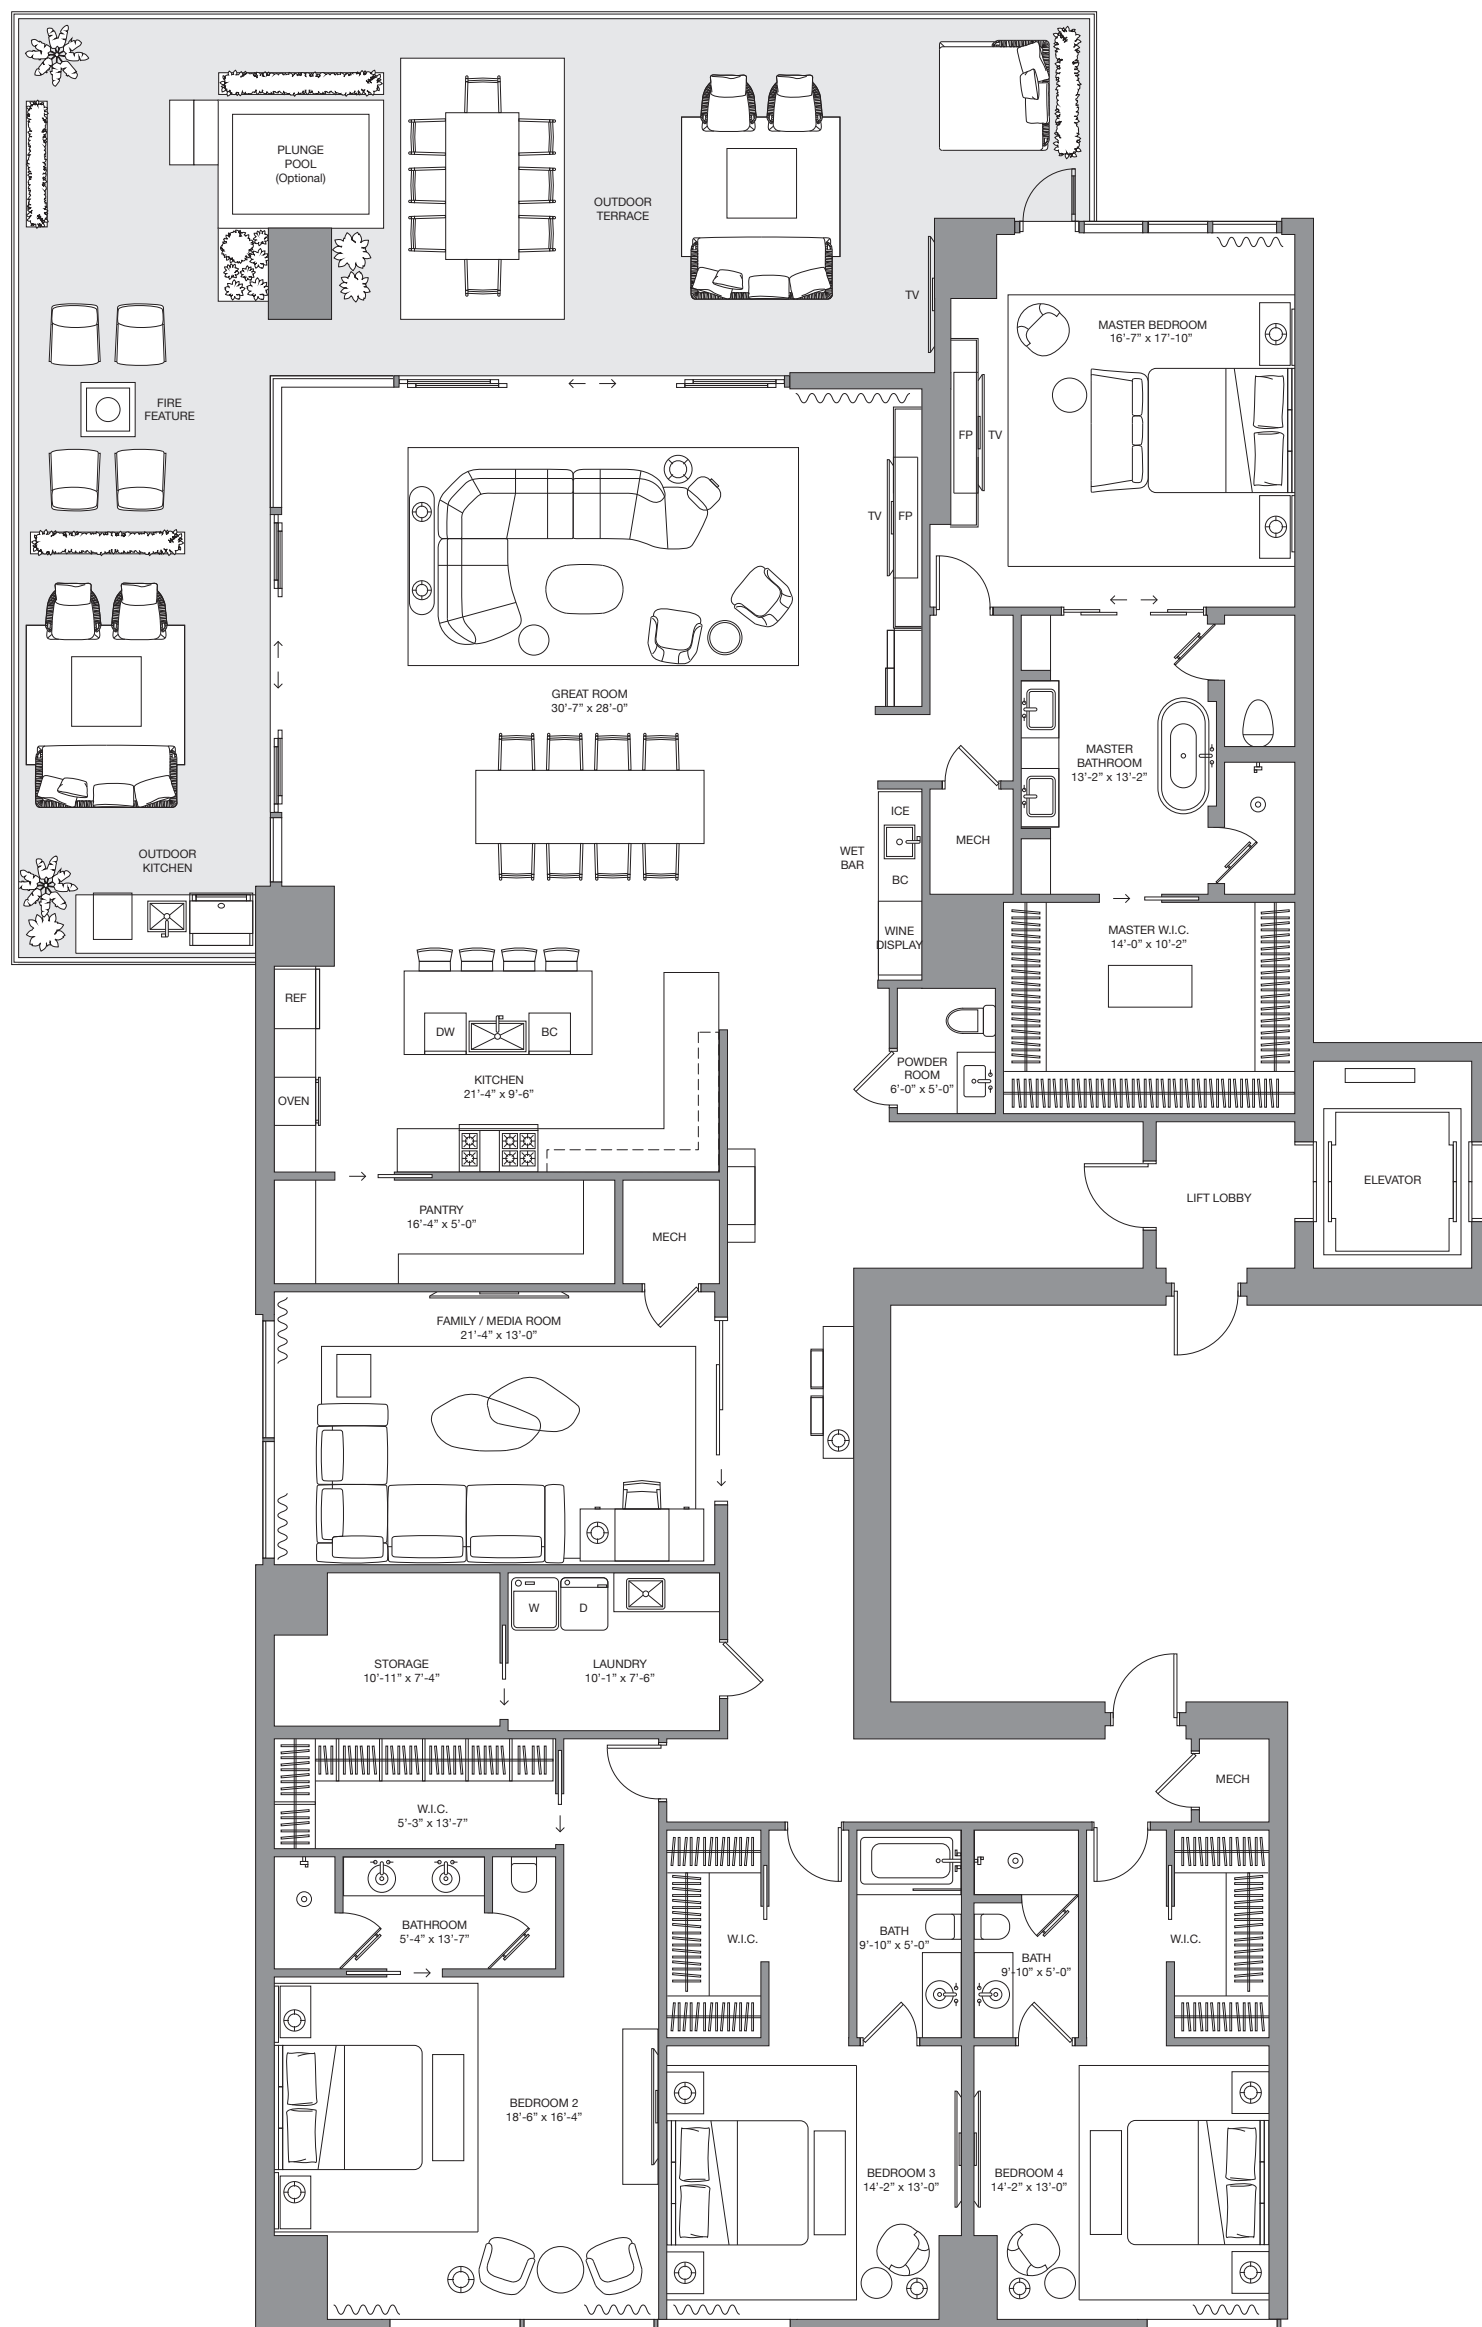 PLUNGE
POOL
(Optional)
OUTDOOR
TERRACE
TV
MASTER BEDROOM
16'-7" x 17'-10"
FIRE
FEATURE
FP
TV
TV
FP
GREAT ROOM
30'-7" x 28'-0"
MASTER
BATHROOM
13'-2" x 13'-2"
OUTDOOR
KITCHEN
WET
BAR
ICE
BC
WINE
DISPLAY
MECH
MASTER W.I.C.
14'-0" x 10'-2"
REF
DW
BC
OVEN
KITCHEN
21'-4" x 9'-6"
POWDER
ROOM
6'-0" x 5'-0"
PANTRY
16'-4" x 5'-0"
MECH
LIFT LOBBY
ELEVATOR
FAMILY / MEDIA ROOM
21'-4" x 13'-0"
W
D
STORAGE
10'-11" x 7'-4"
LAUNDRY
10'-1" x 7'-6"
MECH
W.I.C.
5'-3" x 13'-7"
BATHROOM
5'-4" x 13'-7"
W.I.C.
BATH
9'-10" x 5'-0"
BATH
9'-10" x 5'-0"
W.I.C.
BEDROOM 2
18'-6" x 16'-4"
BEDROOM 3
14'-2" x 13'-0"
BEDROOM 4
14'-2" x 13'-0"